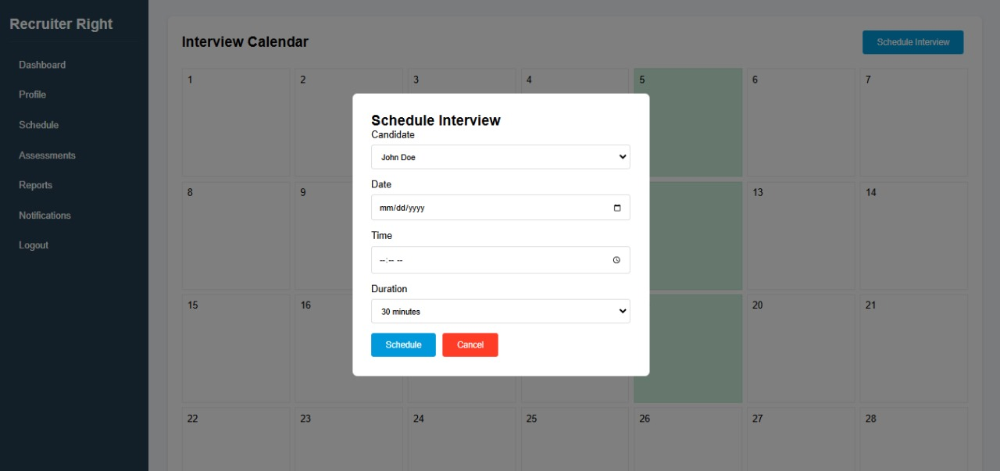 Recruiter Right
Dashboard
Profile
Schedule
Assessments
Reports
Notifications
Logout
Interview Calendar
Schedule Interview
1 2 3 4 5 6 7
8 9 13 14
15 16 20 21
22 23 24 25 26 27 28
Schedule Interview
Candidate
John Doe
Date
mm/dd/yyyy
Time
--:-- --
Duration
30 minutes
Schedule Cancel